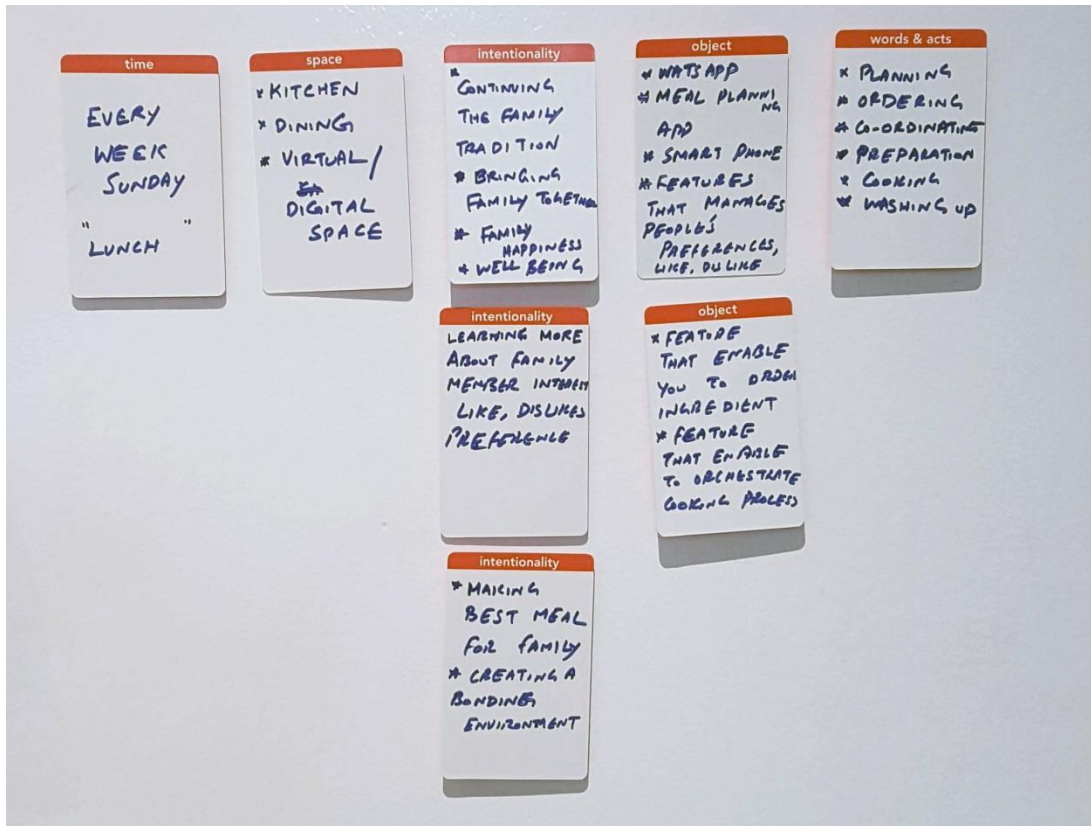 time
EVERY
WEEK
SUNDAY
" "
LUNCH
space
* KITCHEN
* DINING
* VIRTUAL/
DIGITAL
SPACE
intentionality
*
CONTINUING
THE FAMILY
TRADITION
* BRINGING
FAMILY TOGETHER
* FAMILY
HAPPINESS
* WELL BEING
object
* WATSAPP
* MEAL PLANNI
NG
APP
* SMART PHONE
* FEATURES
THAT MANAGES
PEOPLE'S
PREFERENCES,
LIKE, DISLIKE
words & acts
* PLANNING
* ORDERING
* CO-ORDINATING
* PREPARATION
* COOKING
* WASHING UP
intentionality
LEARNING MORE
ABOUT FAMILY
MEMBER INTEREST
LIKE, DISLIKES
PREFERENCE
object
* FEATURE
THAT ENABLE
YOU TO ORDER
INGREDIENT
* FEATURE
THAT ENABLE
TO ORCHESTRATE
COOKING PROCESS
intentionality
* MAKING
BEST MEAL
FOR FAMILY
* CREATING A
BONDING
ENVIRONTMENT